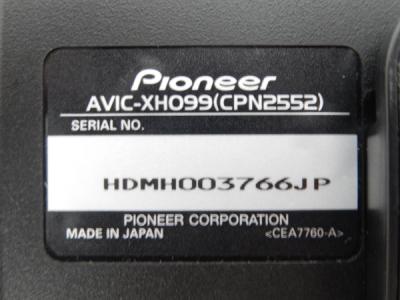 Pioneer
AVIC-XH099(CPN2552)
SERIAL NO.
HDMH003766JP
PIONEER CORPORATION
MADE IN JAPAN <CEA7760-A>